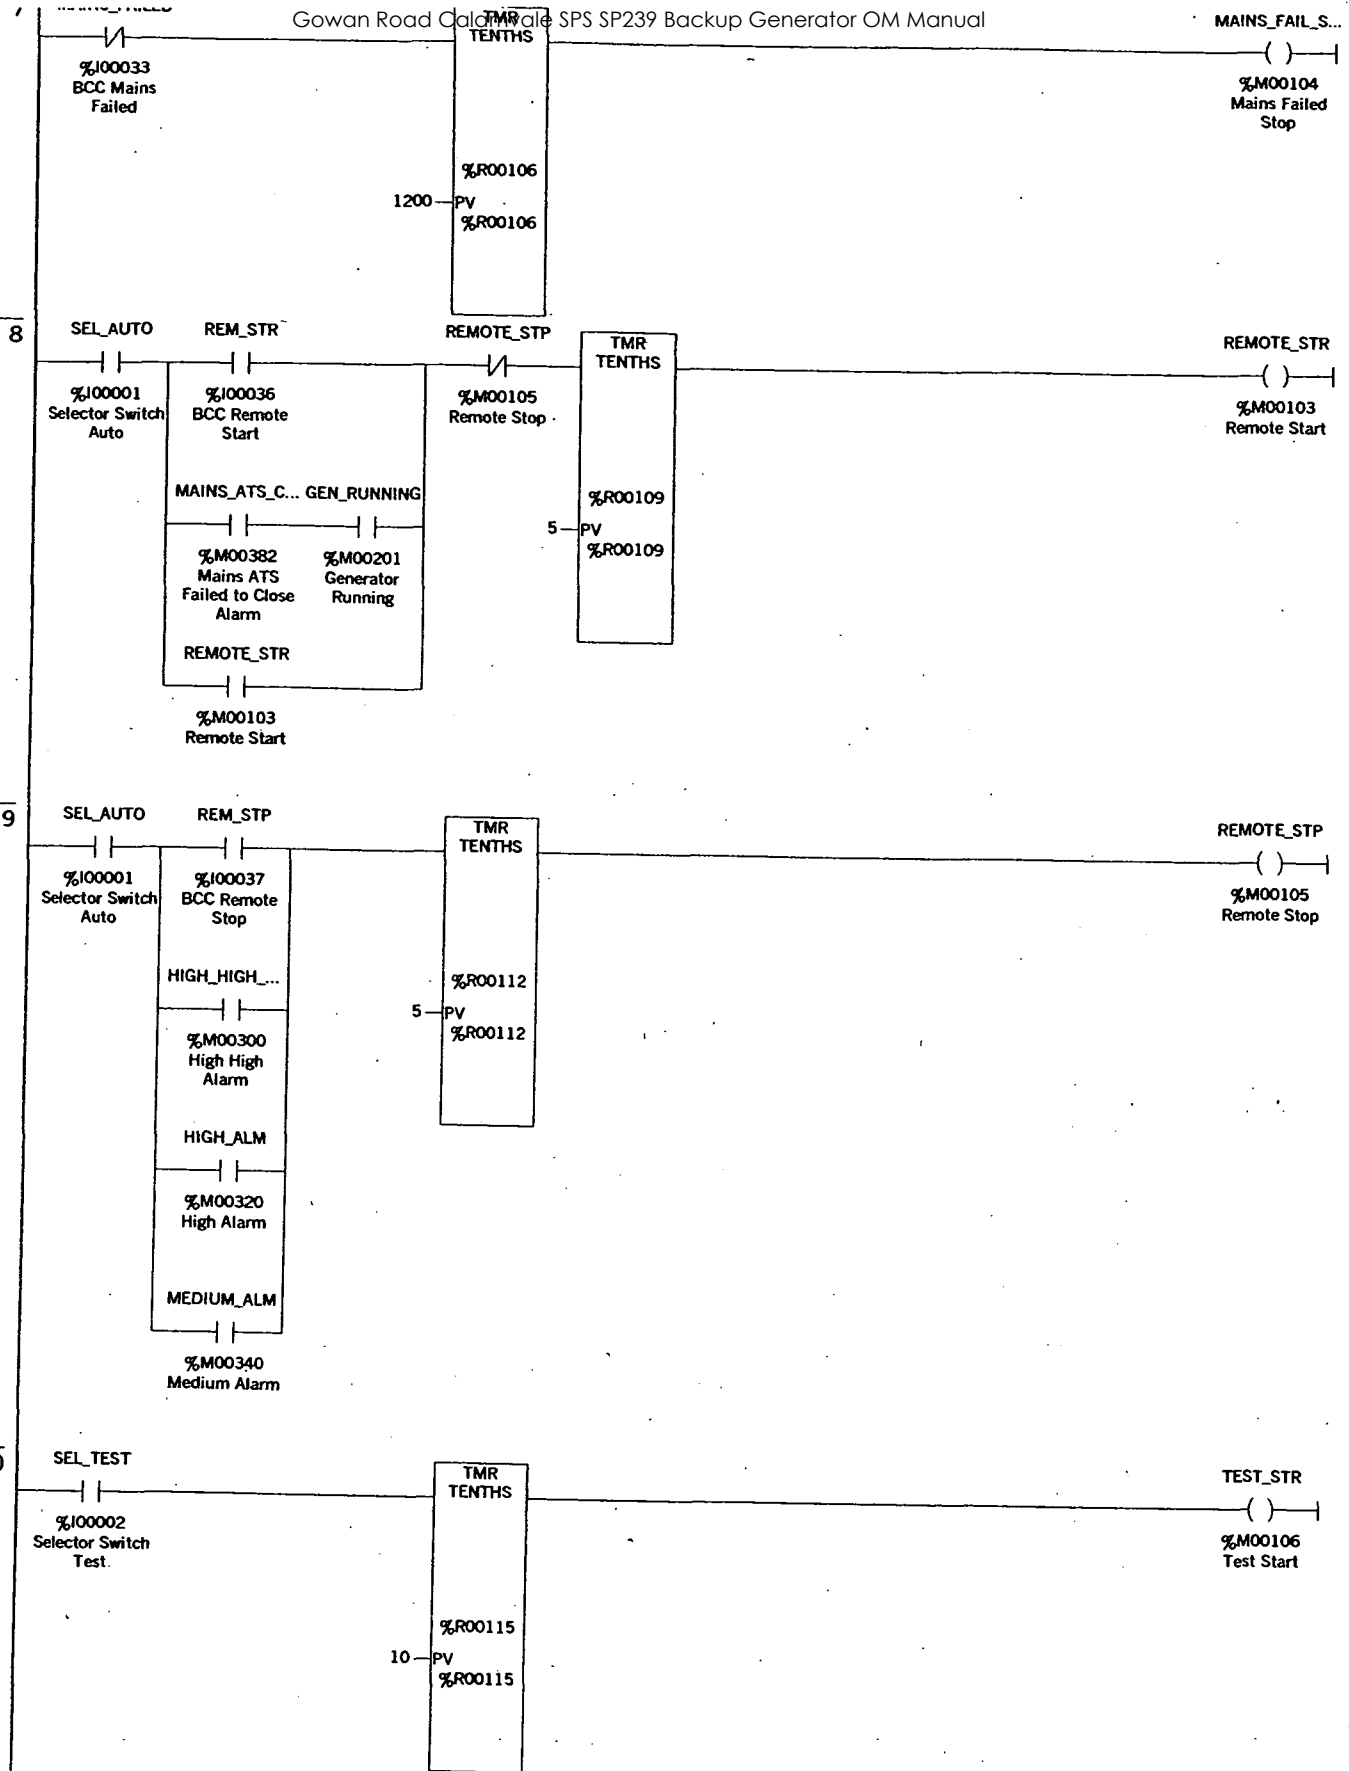 Gowan Road Calamvale SPS SP239 Backup Generator OM Manual
7
TMR
TENTHS
MAINS_FAIL_S...
%I00033
BCC Mains
Failed
%M00104
Mains Failed
Stop
%R00106
1200
PV
%R00106
8
SEL_AUTO
REM_STR
REMOTE_STP
TMR
TENTHS
REMOTE_STR
%I00001
Selector Switch
Auto
%I00036
BCC Remote
Start
%M00105
Remote Stop
%M00103
Remote Start
MAINS_ATS_C...
GEN_RUNNING
%R00109
5
PV
%R00109
%M00382
Mains ATS
Failed to Close
Alarm
%M00201
Generator
Running
REMOTE_STR
%M00103
Remote Start
9
SEL_AUTO
REM_STP
TMR
TENTHS
REMOTE_STP
%I00001
Selector Switch
Auto
%I00037
BCC Remote
Stop
%M00105
Remote Stop
HIGH_HIGH_...
%R00112
5
PV
%R00112
%M00300
High High
Alarm
HIGH_ALM
%M00320
High Alarm
MEDIUM_ALM
%M00340
Medium Alarm
SEL_TEST
TMR
TENTHS
TEST_STR
%I00002
Selector Switch
Test
%M00106
Test Start
%R00115
10
PV
%R00115